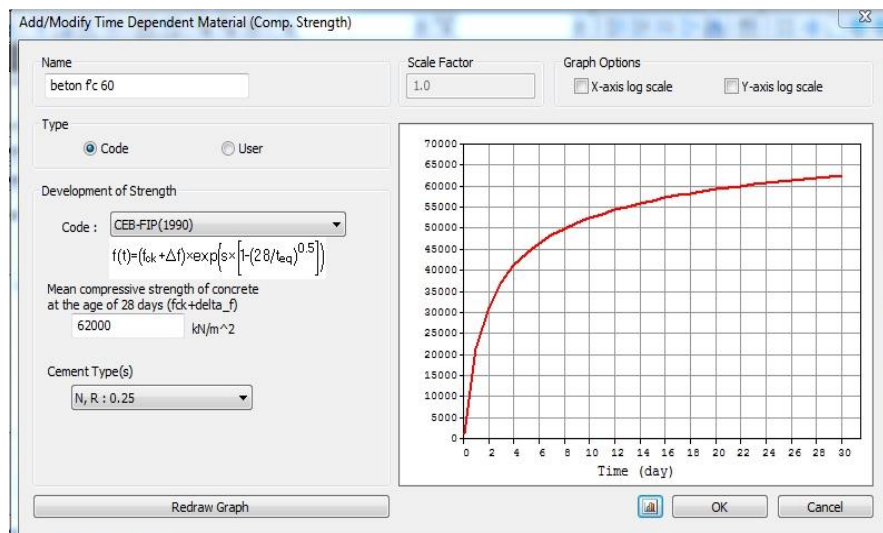 Add/Modify Time Dependent Material (Comp. Strength)
Name
beton f'c 60
Scale Factor
1.0
Graph Options
X-axis log scale
Y-axis log scale
Type
Code
User
Development of Strength
Code :
CEB-FIP(1990)
f(t)=(fck+Δf)×exp{s×[1-(28/teq)^0.5]}
Mean compressive strength of concrete
at the age of 28 days (fck+delta_f)
62000
kN/m^2
Cement Type(s)
N, R : 0.25
70000
65000
60000
55000
50000
45000
40000
35000
30000
25000
20000
15000
10000
5000
0
0 2 4 6 8 10 12 14 16 18 20 22 24 26 28 30
Time (day)
Redraw Graph
OK
Cancel